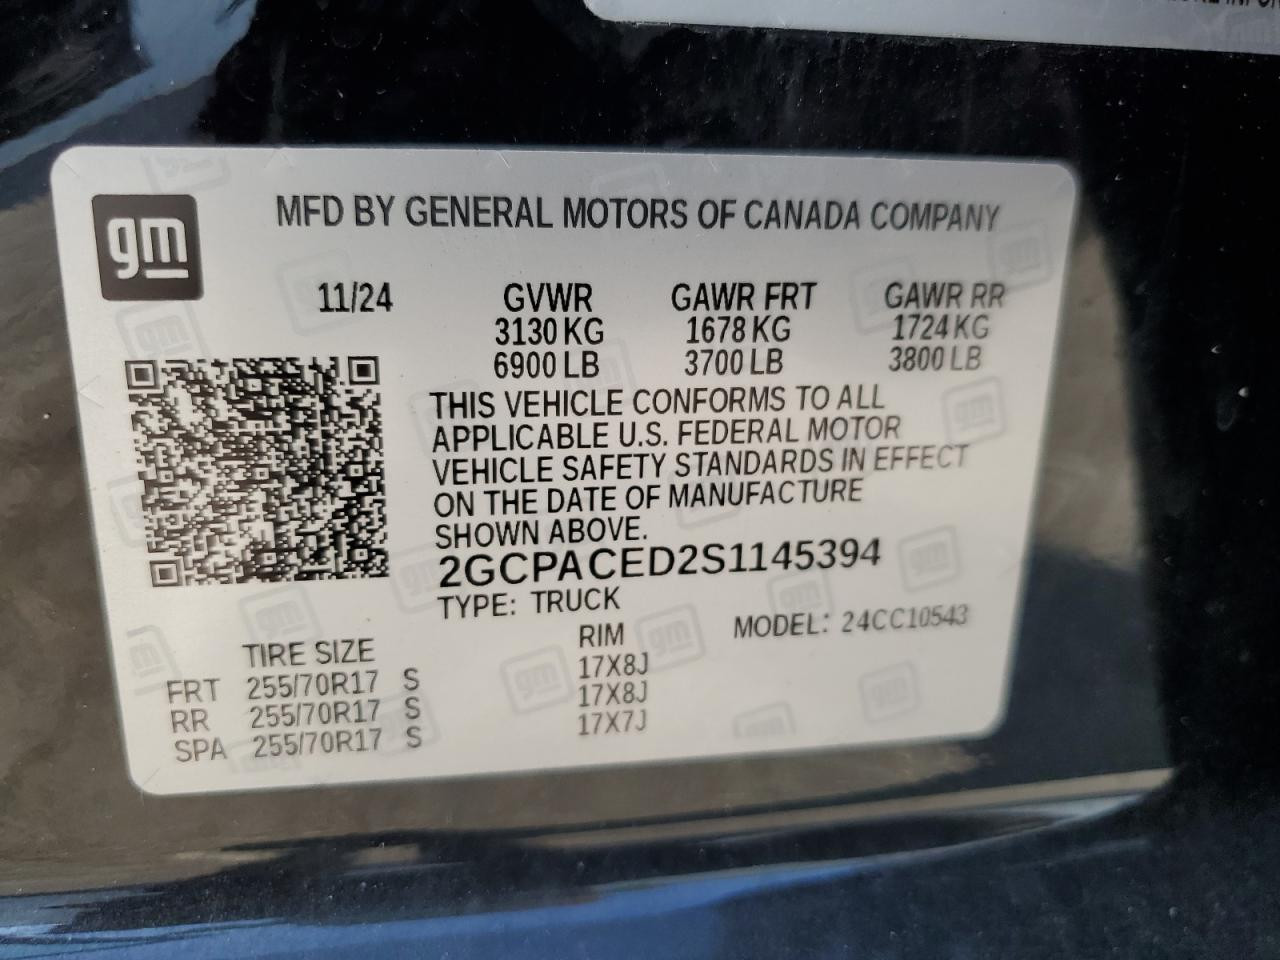 gm
MFD BY GENERAL MOTORS OF CANADA COMPANY
11/24 GVWR GAWR FRT GAWR RR
3130 KG 1678 KG 1724 KG
6900 LB 3700 LB 3800 LB
THIS VEHICLE CONFORMS TO ALL
APPLICABLE U.S. FEDERAL MOTOR
VEHICLE SAFETY STANDARDS IN EFFECT
ON THE DATE OF MANUFACTURE
SHOWN ABOVE.
2GCPACED2S1145394
TYPE: TRUCK MODEL: 24CC10543
TIRE SIZE RIM
FRT 255/70R17 S 17X8J
RR 255/70R17 S 17X8J
SPA 255/70R17 S 17X7J